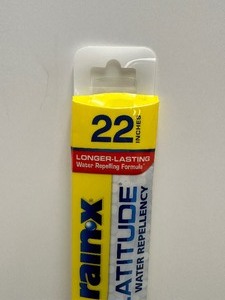 22
INCHES
LONGER-LASTING
Water Repelling Formula
rain-x
LATITUDE®
WATER REPELLENCY